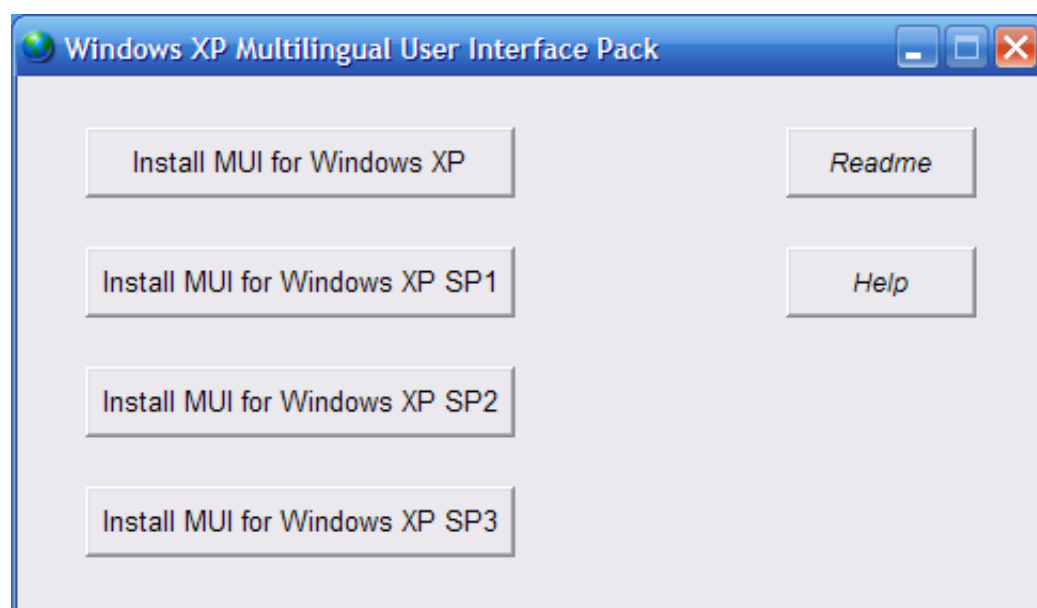 Windows XP Multilingual User Interface Pack
Install MUI for Windows XP
Readme
Install MUI for Windows XP SP1
Help
Install MUI for Windows XP SP2
Install MUI for Windows XP SP3